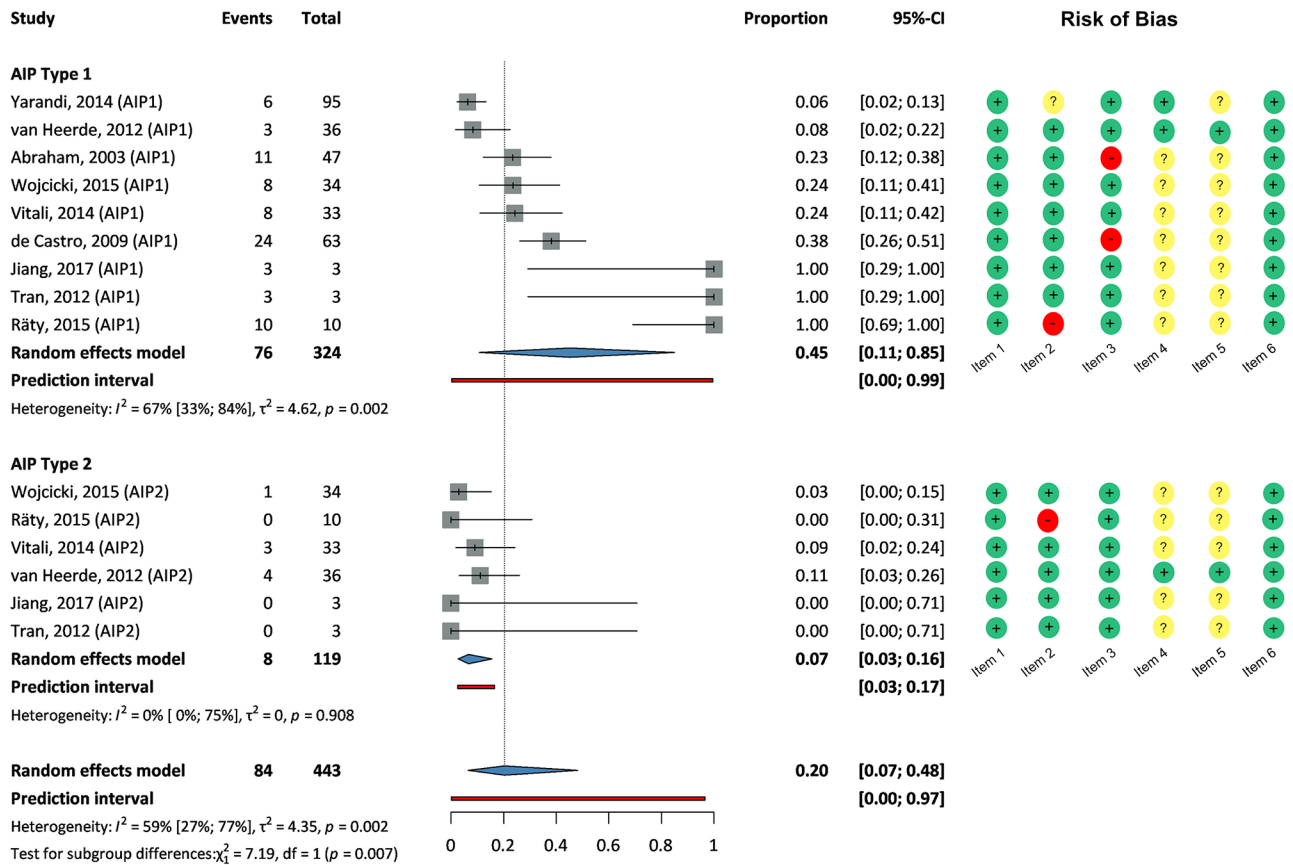 Study Events Total Proportion 95%-CI Risk of Bias
AIP Type 1
Yarandi, 2014 (AIP1) 6 95 0.06 [0.02; 0.13] + ? + + ? +
van Heerde, 2012 (AIP1) 3 36 0.08 [0.02; 0.22] + + + + + +
Abraham, 2003 (AIP1) 11 47 0.23 [0.12; 0.38] + + - ? ? +
Wojcicki, 2015 (AIP1) 8 34 0.24 [0.11; 0.41] + + + ? ? +
Vitali, 2014 (AIP1) 8 33 0.24 [0.11; 0.42] + + + ? ? +
de Castro, 2009 (AIP1) 24 63 0.38 [0.26; 0.51] + + - ? ? +
Jiang, 2017 (AIP1) 3 3 1.00 [0.29; 1.00] + + + ? ? +
Tran, 2012 (AIP1) 3 3 1.00 [0.29; 1.00] + + + ? ? +
Räty, 2015 (AIP1) 10 10 1.00 [0.69; 1.00] + - + ? ? +
Random effects model 76 324 0.45 [0.11; 0.85] Item 1 Item 2 Item 3 Item 4 Item 5 Item 6
Prediction interval [0.00; 0.99]
Heterogeneity: I² = 67% [33%; 84%], τ² = 4.62, p = 0.002
AIP Type 2
Wojcicki, 2015 (AIP2) 1 34 0.03 [0.00; 0.15] + + + ? ? +
Räty, 2015 (AIP2) 0 10 0.00 [0.00; 0.31] + - + ? ? +
Vitali, 2014 (AIP2) 3 33 0.09 [0.02; 0.24] + + + ? ? +
van Heerde, 2012 (AIP2) 4 36 0.11 [0.03; 0.26] + + + + + +
Jiang, 2017 (AIP2) 0 3 0.00 [0.00; 0.71] + + + ? ? +
Tran, 2012 (AIP2) 0 3 0.00 [0.00; 0.71] + + + ? ? +
Random effects model 8 119 0.07 [0.03; 0.16] Item 1 Item 2 Item 3 Item 4 Item 5 Item 6
Prediction interval [0.03; 0.17]
Heterogeneity: I² = 0% [ 0%; 75%], τ² = 0, p = 0.908
Random effects model 84 443 0.20 [0.07; 0.48]
Prediction interval [0.00; 0.97]
Heterogeneity: I² = 59% [27%; 77%], τ² = 4.35, p = 0.002
0 0.2 0.4 0.6 0.8 1
Test for subgroup differences:χ²₁ = 7.19, df = 1 (p = 0.007)